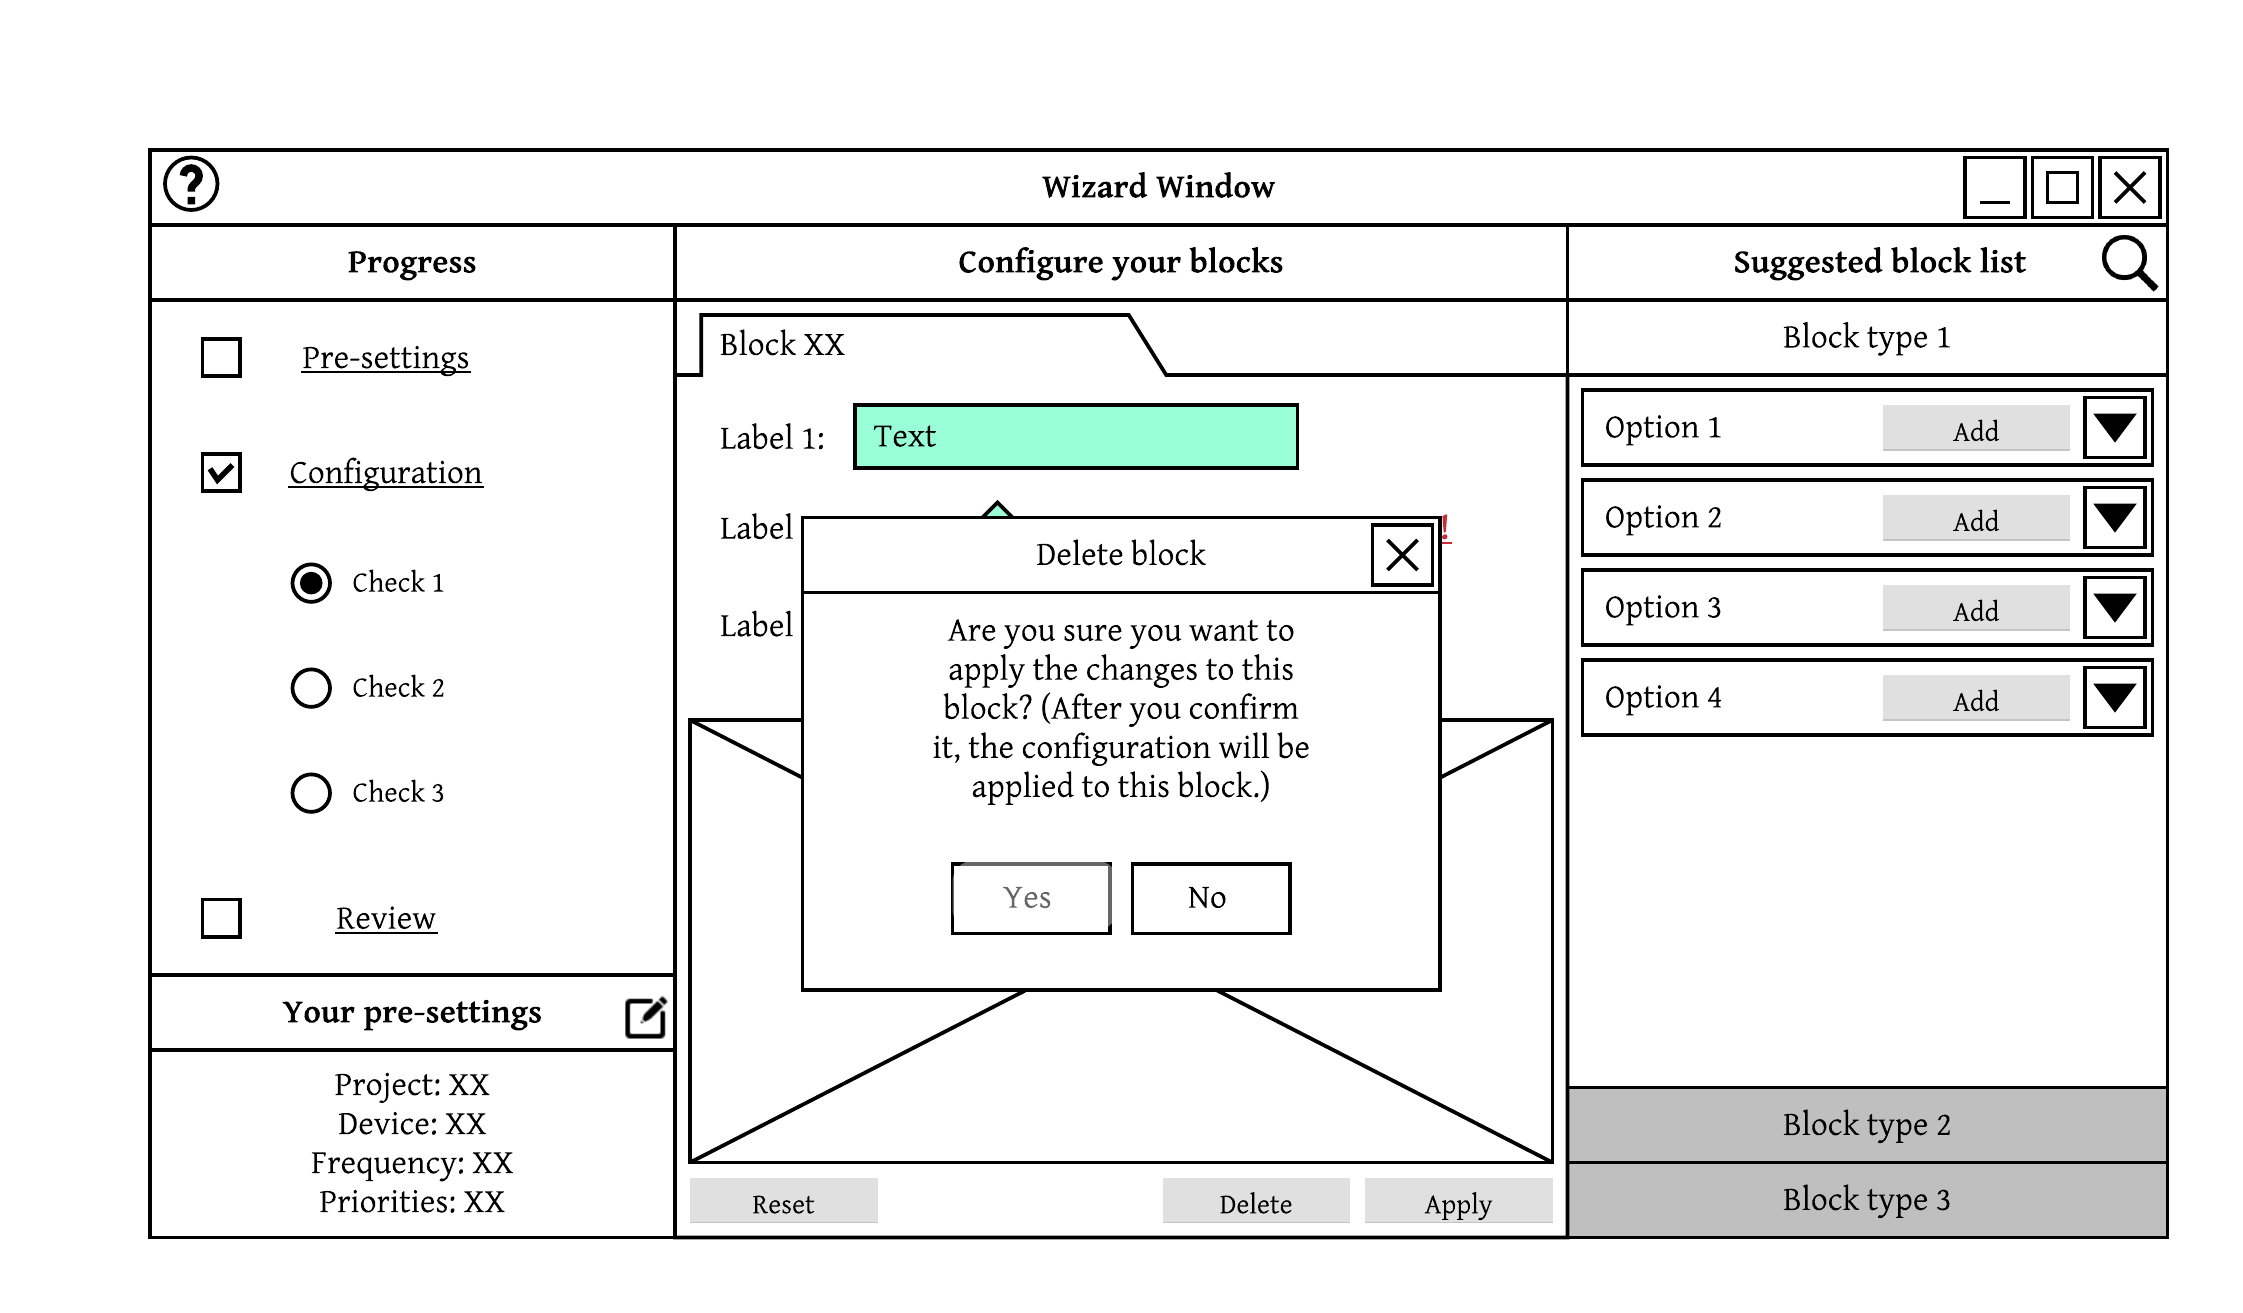 Wizard Window
Progress
Configure your blocks
Suggested block list
Pre-settings
Configuration
Check 1
Check 2
Check 3
Review
Your pre-settings
Project: XX
Device: XX
Frequency: XX
Priorities: XX
Block XX
Label 1:
Text
Label
!
Label
Delete block
Are you sure you want to
apply the changes to this
block? (After you confirm
it, the configuration will be
applied to this block.)
Yes
No
Reset
Delete
Apply
Block type 1
Option 1
Add
Option 2
Add
Option 3
Add
Option 4
Add
Block type 2
Block type 3